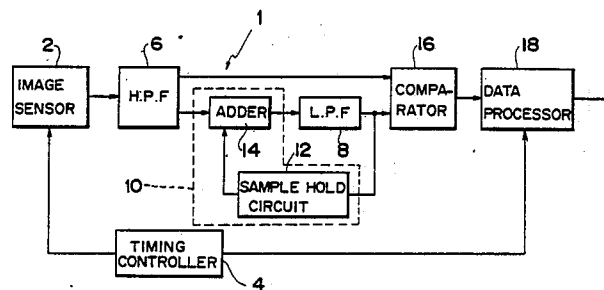 1
2
IMAGE
SENSOR
6
H.P.F
ADDER
14
L.P.F
8
16
COMPA-
RATOR
18
DATA
PROCESSOR
10
12
SAMPLE HOLD
CIRCUIT
TIMING
CONTROLLER
4